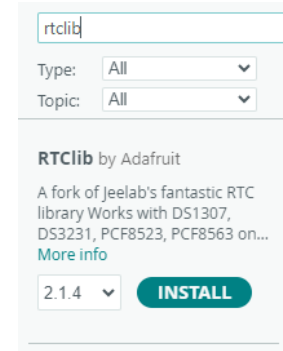 rtclib
Type: All
Topic: All
RTClib by Adafruit
A fork of Jeelab's fantastic RTC
library Works with DS1307,
DS3231, PCF8523, PCF8563 on...
More info
2.1.4 INSTALL